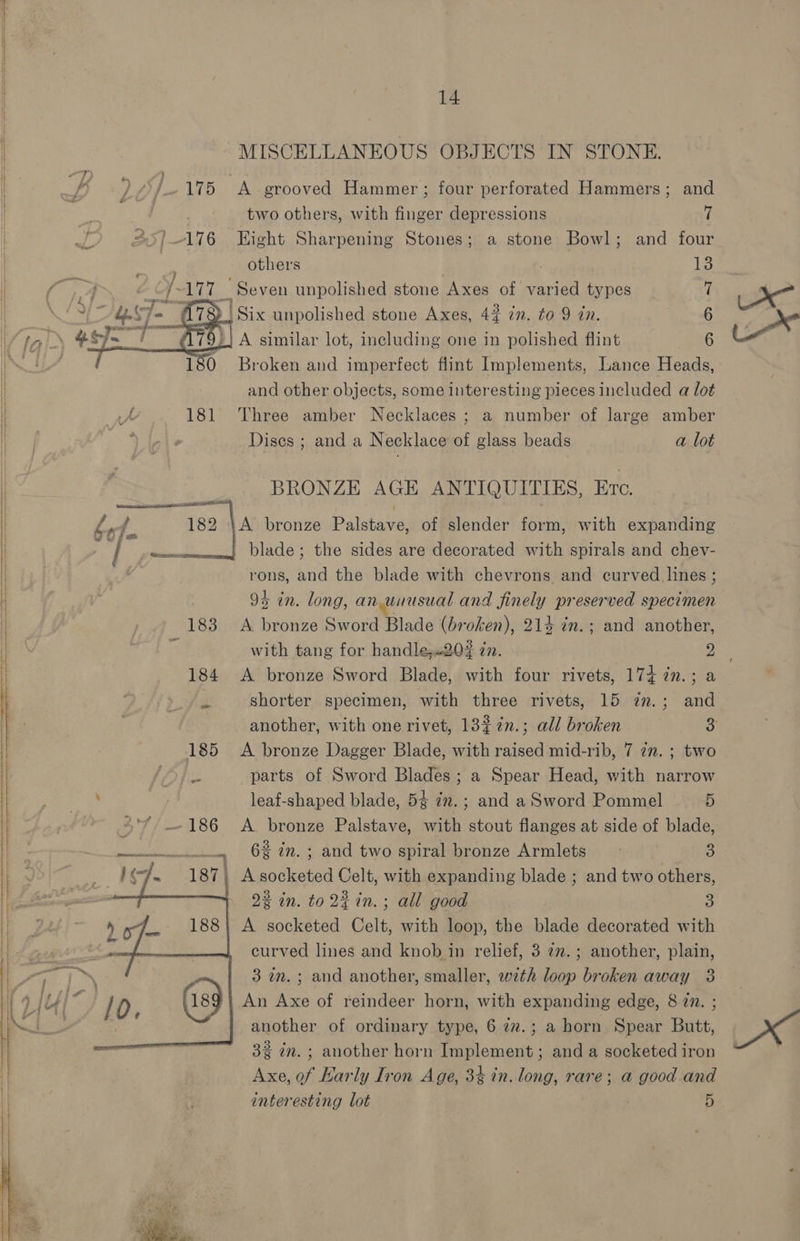 14
MISCELLANEOUS OBJECTS IN STONE.
175 A grooved Hammer; four perforated Hammers; and
two others, with finger depressions 7
176 Eight Sharpening Stones; a stone Bowl; and four
others 13
177 Seven unpolished stone Axes of varied types 7
178 Six unpolished stone Axes, 4¾ in. to 9 in. 6
179 A similar lot, including one in polished flint 6
180 Broken and imperfect flint Implements, Lance Heads,
and other objects, some interesting pieces included a lot
181 Three amber Necklaces; a number of large amber
Discs; and a Necklace of glass beads a lot
BRONZE AGE ANTIQUITIES, ETC.
182 A bronze Palstave, of slender form, with expanding
blade; the sides are decorated with spirals and chev-
rons, and the blade with chevrons and curved lines;
9½ in. long, an unusual and finely preserved specimen
183 A bronze Sword Blade (broken), 21½ in.; and another,
with tang for handle, 20¾ in. 2
184 A bronze Sword Blade, with four rivets, 17¼ in.; a
shorter specimen, with three rivets, 15 in.; and
another, with one rivet, 13¾ in.; all broken 3
185 A bronze Dagger Blade, with raised mid-rib, 7 in.; two
parts of Sword Blades; a Spear Head, with narrow
leaf-shaped blade, in.; and a Sword Pommel 5
186 A bronze Palstave, with stout flanges at side of blade,
in.; and two spiral bronze Armlets 3
187 A socketed Celt, with expanding blade; and two others,
in. to in.; all good 3
188 A socketed Celt, with loop, the blade decorated with
curved lines and knob in relief, 3 in.; another, plain,
3 in.; and another, smaller, with loop broken away 3
10. 189 An Axe of reindeer horn, with expanding edge, 8 in.;
another of ordinary type, 6 in.; a horn Spear Butt,
in.; another horn Implement; and a socketed iron
Axe, of Early Iron Age, in. long, rare; a good and
interesting lot 5